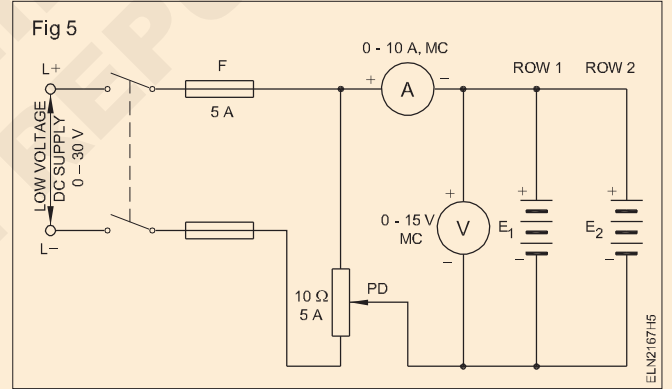 Fig 5
L+
F
5 A
0 - 10 A, MC
+
A
−
ROW 1
ROW 2
LOW VOLTAGE
DC SUPPLY
0 – 30 V
L−
0 - 15 V
MC
+
V
−
+
E1
−
+
E2
−
10 Ω
5 A
PD
ELN2167H5